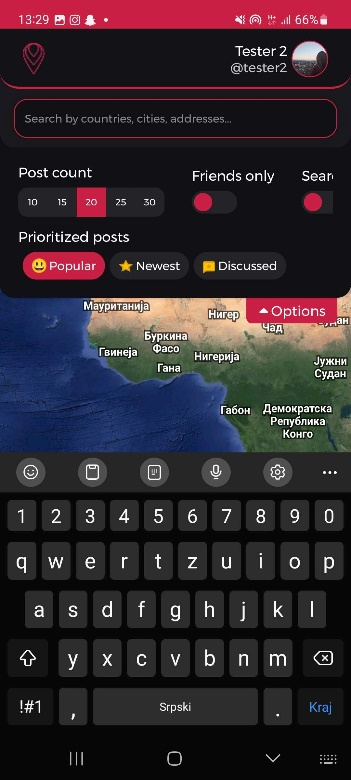 13:29 66%
Tester 2
@tester2
Search by countries, cities, addresses...
Post count Friends only Sear
10 15 20 25 30
Prioritized posts
Popular Newest Discussed
Options
Мауританија
Нигер
Чад
удан
Буркина
Фасо
Гвинеја
Нигерија
Гана
Јужни
Судан
Габон
Демократска
Република
Конго
1 2 3 4 5 6 7 8 9 0
q w e r t z u i o p
a s d f g h j k l
y x c v b n m
!#1 , Srpski . Kraj